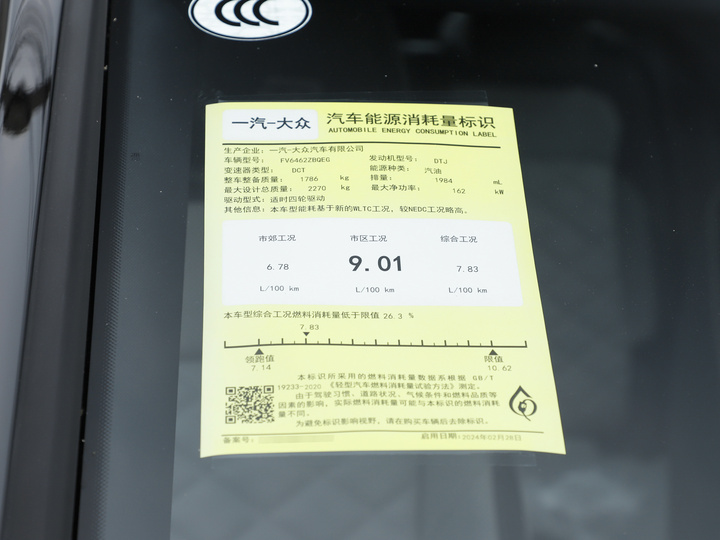 CCC
一汽-大众 汽车能源消耗量标识
AUTOMOBILE ENERGY CONSUMPTION LABEL
生产企业：一汽-大众汽车有限公司
车辆型号： FV6462ZBQEG 发动机型号： DTJ
变速器类型： DCT 能源种类： 汽油
整车整备质量： 1786 kg 排量： 1984 mL
最大设计总质量： 2270 kg 最大净功率： 162 kW
驱动型式：适时四轮驱动
其他信息：本车型能耗基于新的WLTC工况，较NEDC工况略高。
市郊工况 市区工况 综合工况
6.78 9.01 7.83
L/100 km L/100 km L/100 km
本车型综合工况燃料消耗量低于限值 26.3 %
7.83
领跑值 限值
7.14 10.62
本标识所采用的燃料消耗量数据系根据 GB/T
19233-2020 《轻型汽车燃料消耗量试验方法》测定。
由于驾驶习惯、道路状况、气候条件和燃料品质等
因素的影响，实际燃料消耗量可能与本标识的燃料消耗
量不同。
为避免标识影响视野，请在购买车辆后去除标识。
备案号： 启用日期：2024年02月28日